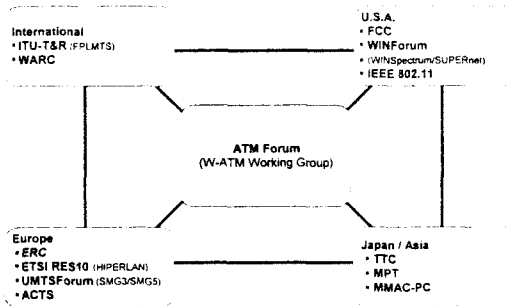 International
• ITU-T&R (FPLMTS)
• WARC
U.S.A.
• FCC
• WINForum
• (WINSpectrum/SUPERnet)
• IEEE 802.11
ATM Forum
(W-ATM Working Group)
Europe
• ERC
• ETSI RES10 (HIPERLAN)
• UMTSForum (SMG3/SMG5)
• ACTS
Japan / Asia
• TTC
• MPT
• MMAC-PC